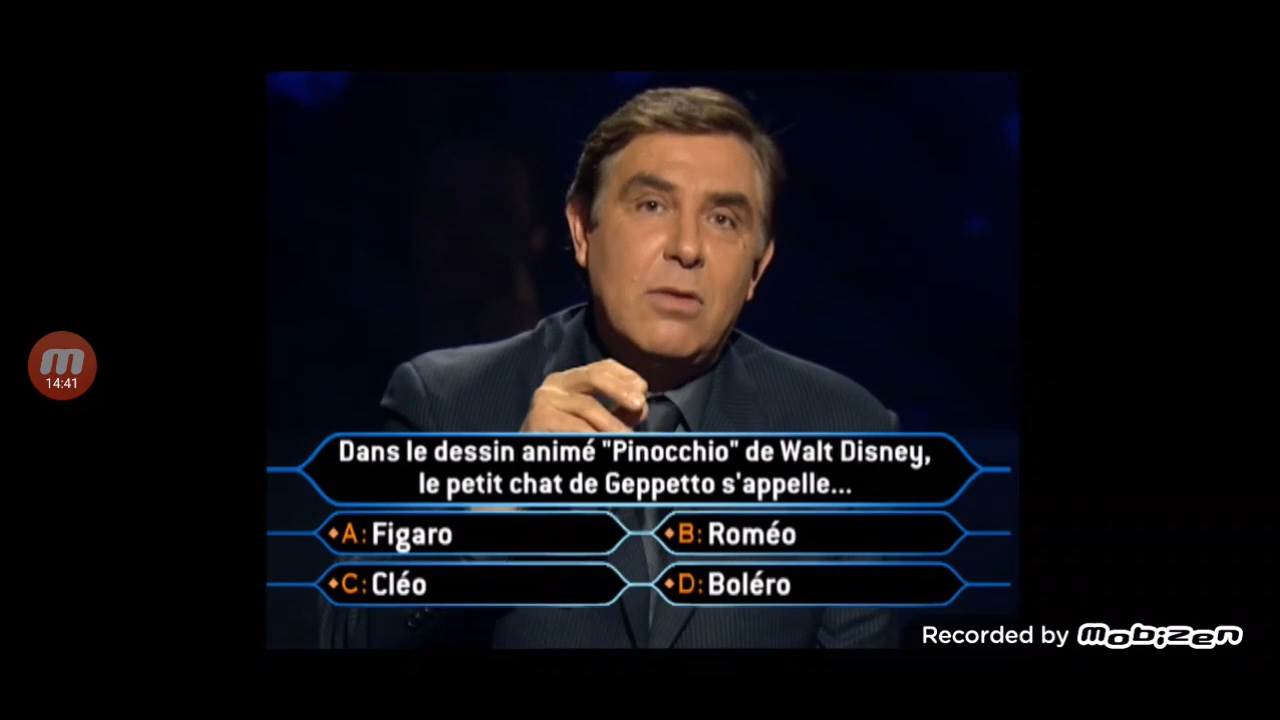 Dans le dessin animé "Pinocchio" de Walt Disney,
le petit chat de Geppetto s'appelle...
A: Figaro
B: Roméo
C: Cléo
D: Boléro
14:41
Recorded by mobizen